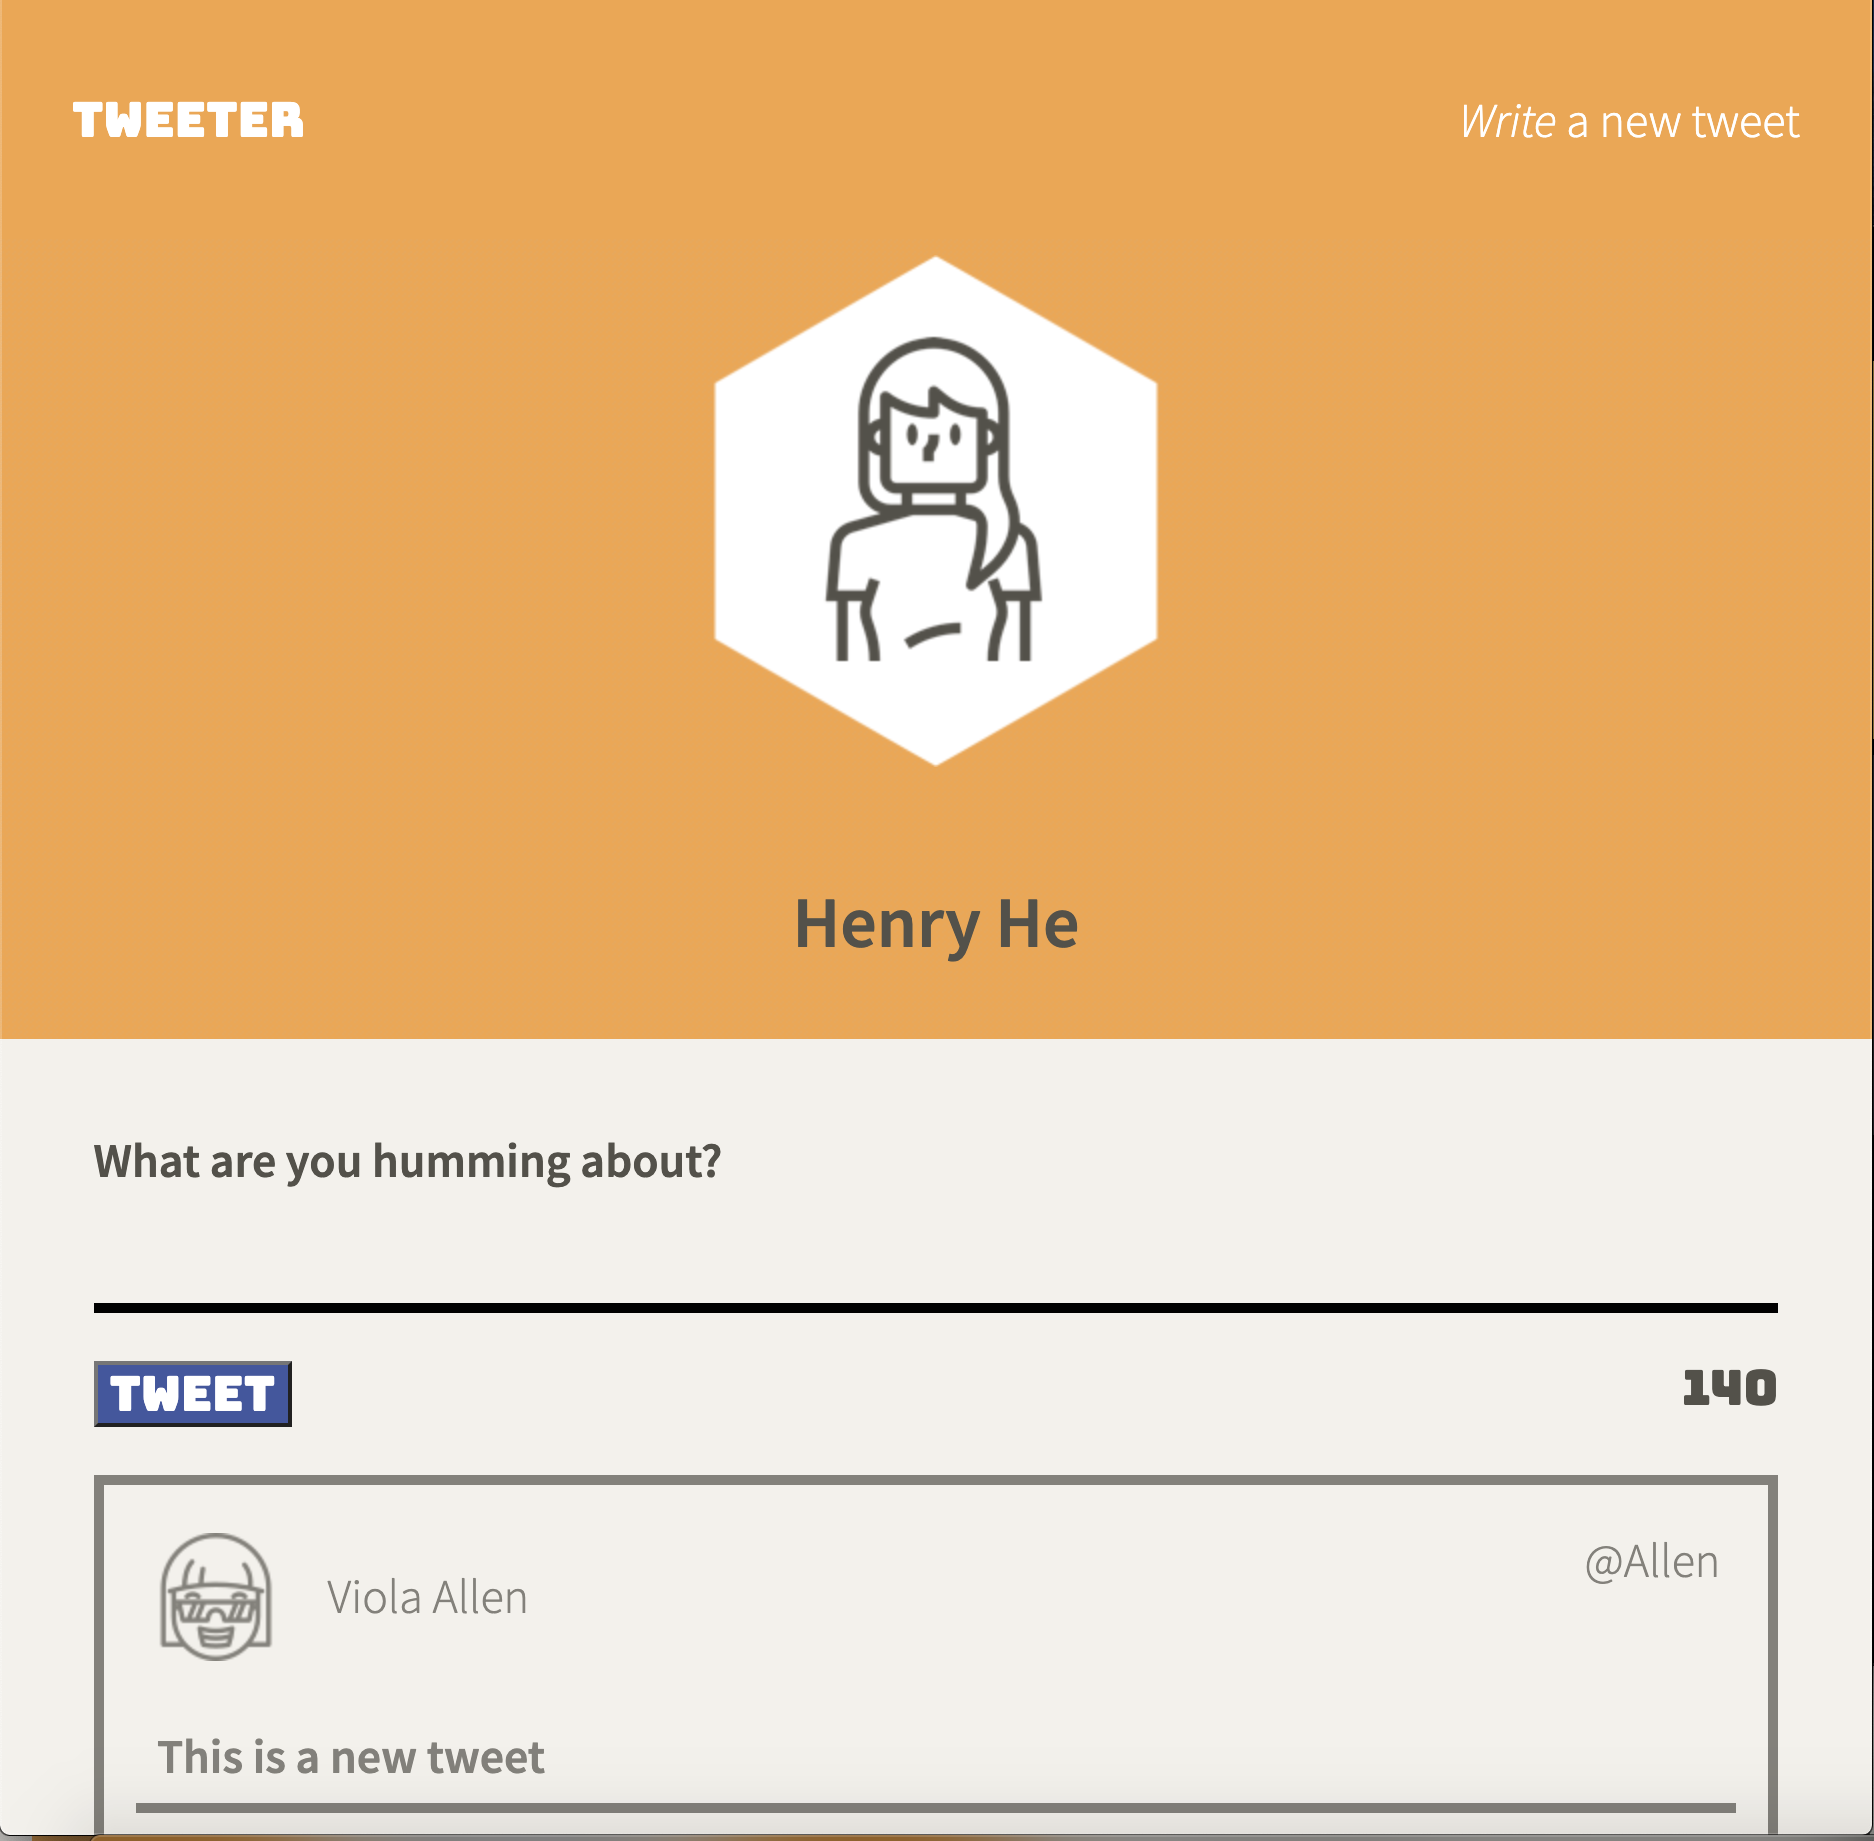 TWEETER
Write a new tweet
Henry He
What are you humming about?
TWEET
140
Viola Allen
@Allen
This is a new tweet